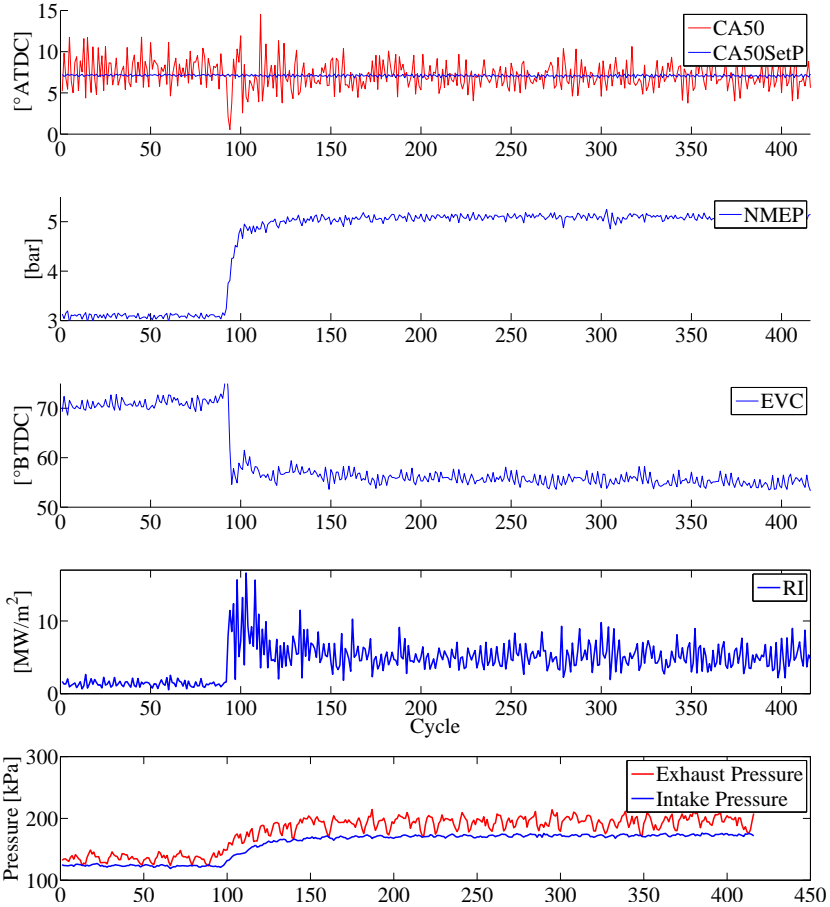 15
10
5
0
[°ATDC]
CA50
CA50SetP
0 50 100 150 200 250 300 350 400
5
4
3
[bar]
NMEP
0 50 100 150 200 250 300 350 400
70
60
50
[°BTDC]
EVC
0 50 100 150 200 250 300 350 400
10
0
[MW/m²]
RI
0 50 100 150 200 250 300 350 400
Cycle
300
200
100
Pressure [kPa]
Exhaust Pressure
Intake Pressure
0 50 100 150 200 250 300 350 400 450